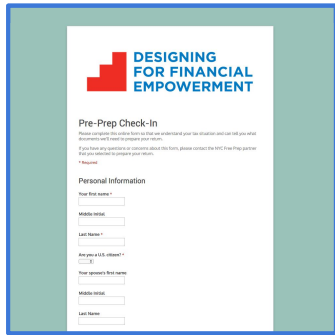 DESIGNING
FOR FINANCIAL
EMPOWERMENT
Pre-Prep Check-In
Please complete this online form so that we understand your tax situation and can tell you what
documents we'll need to prepare your return.
If you have any questions or concerns about this form, please contact the NYC Free Prep partner
that you selected to prepare your return.
* Required
Personal Information
Your first name *
Middle Initial
Last Name *
Are you a U.S. citizen? *
Your spouse's first name
Middle Initial
Last Name